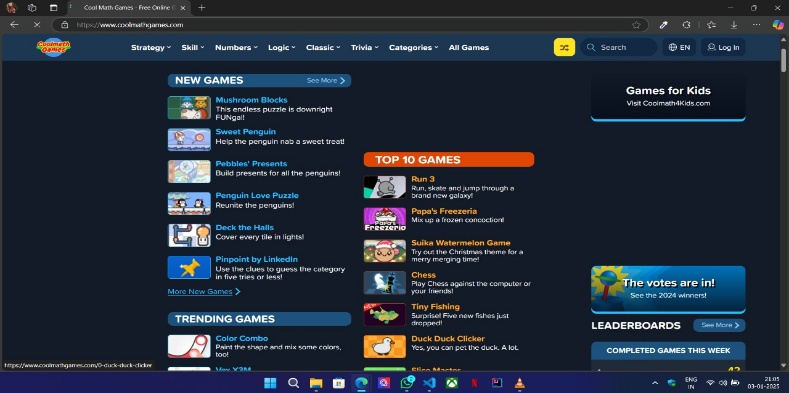 Cool Math Games - Free Online G
https://www.coolmathgames.com
Coolmath Games
Strategy Skill Numbers Logic Classic Trivia Categories All Games Search EN Log In
NEW GAMES See More
Mushroom Blocks
This endless puzzle is downright
FUNgal!
Sweet Penguin
Help the penguin nab a sweet treat!
Pebbles' Presents
Build presents for all the penguins!
Penguin Love Puzzle
Reunite the penguins!
Deck the Halls
Cover every tile in lights!
Pinpoint by LinkedIn
Use the clues to guess the category
in five tries or less!
More New Games
TRENDING GAMES
Color Combo
Paint the shape and mix some colors,
too!
Vex X3M
TOP 10 GAMES
Run 3
Run, skate and jump through a
brand new galaxy!
Papa's Freezeria
Papa's
Freezeria
Mix up a frozen concoction!
Suika Watermelon Game
Try out the Christmas theme for a
merry merging time!
Chess
Play Chess against the computer or
your friends!
Tiny Fishing
Surprise! Five new fishes just
dropped!
Duck Duck Clicker
Yes, you can pet the duck. A lot.
Slice Master
Games for Kids
Visit Coolmath4Kids.com
The votes are in!
See the 2024 winners!
LEADERBOARDS See More
COMPLETED GAMES THIS WEEK
https://www.coolmathgames.com/0-duck-duck-clicker
ENG
IN
21:05
03-01-2025